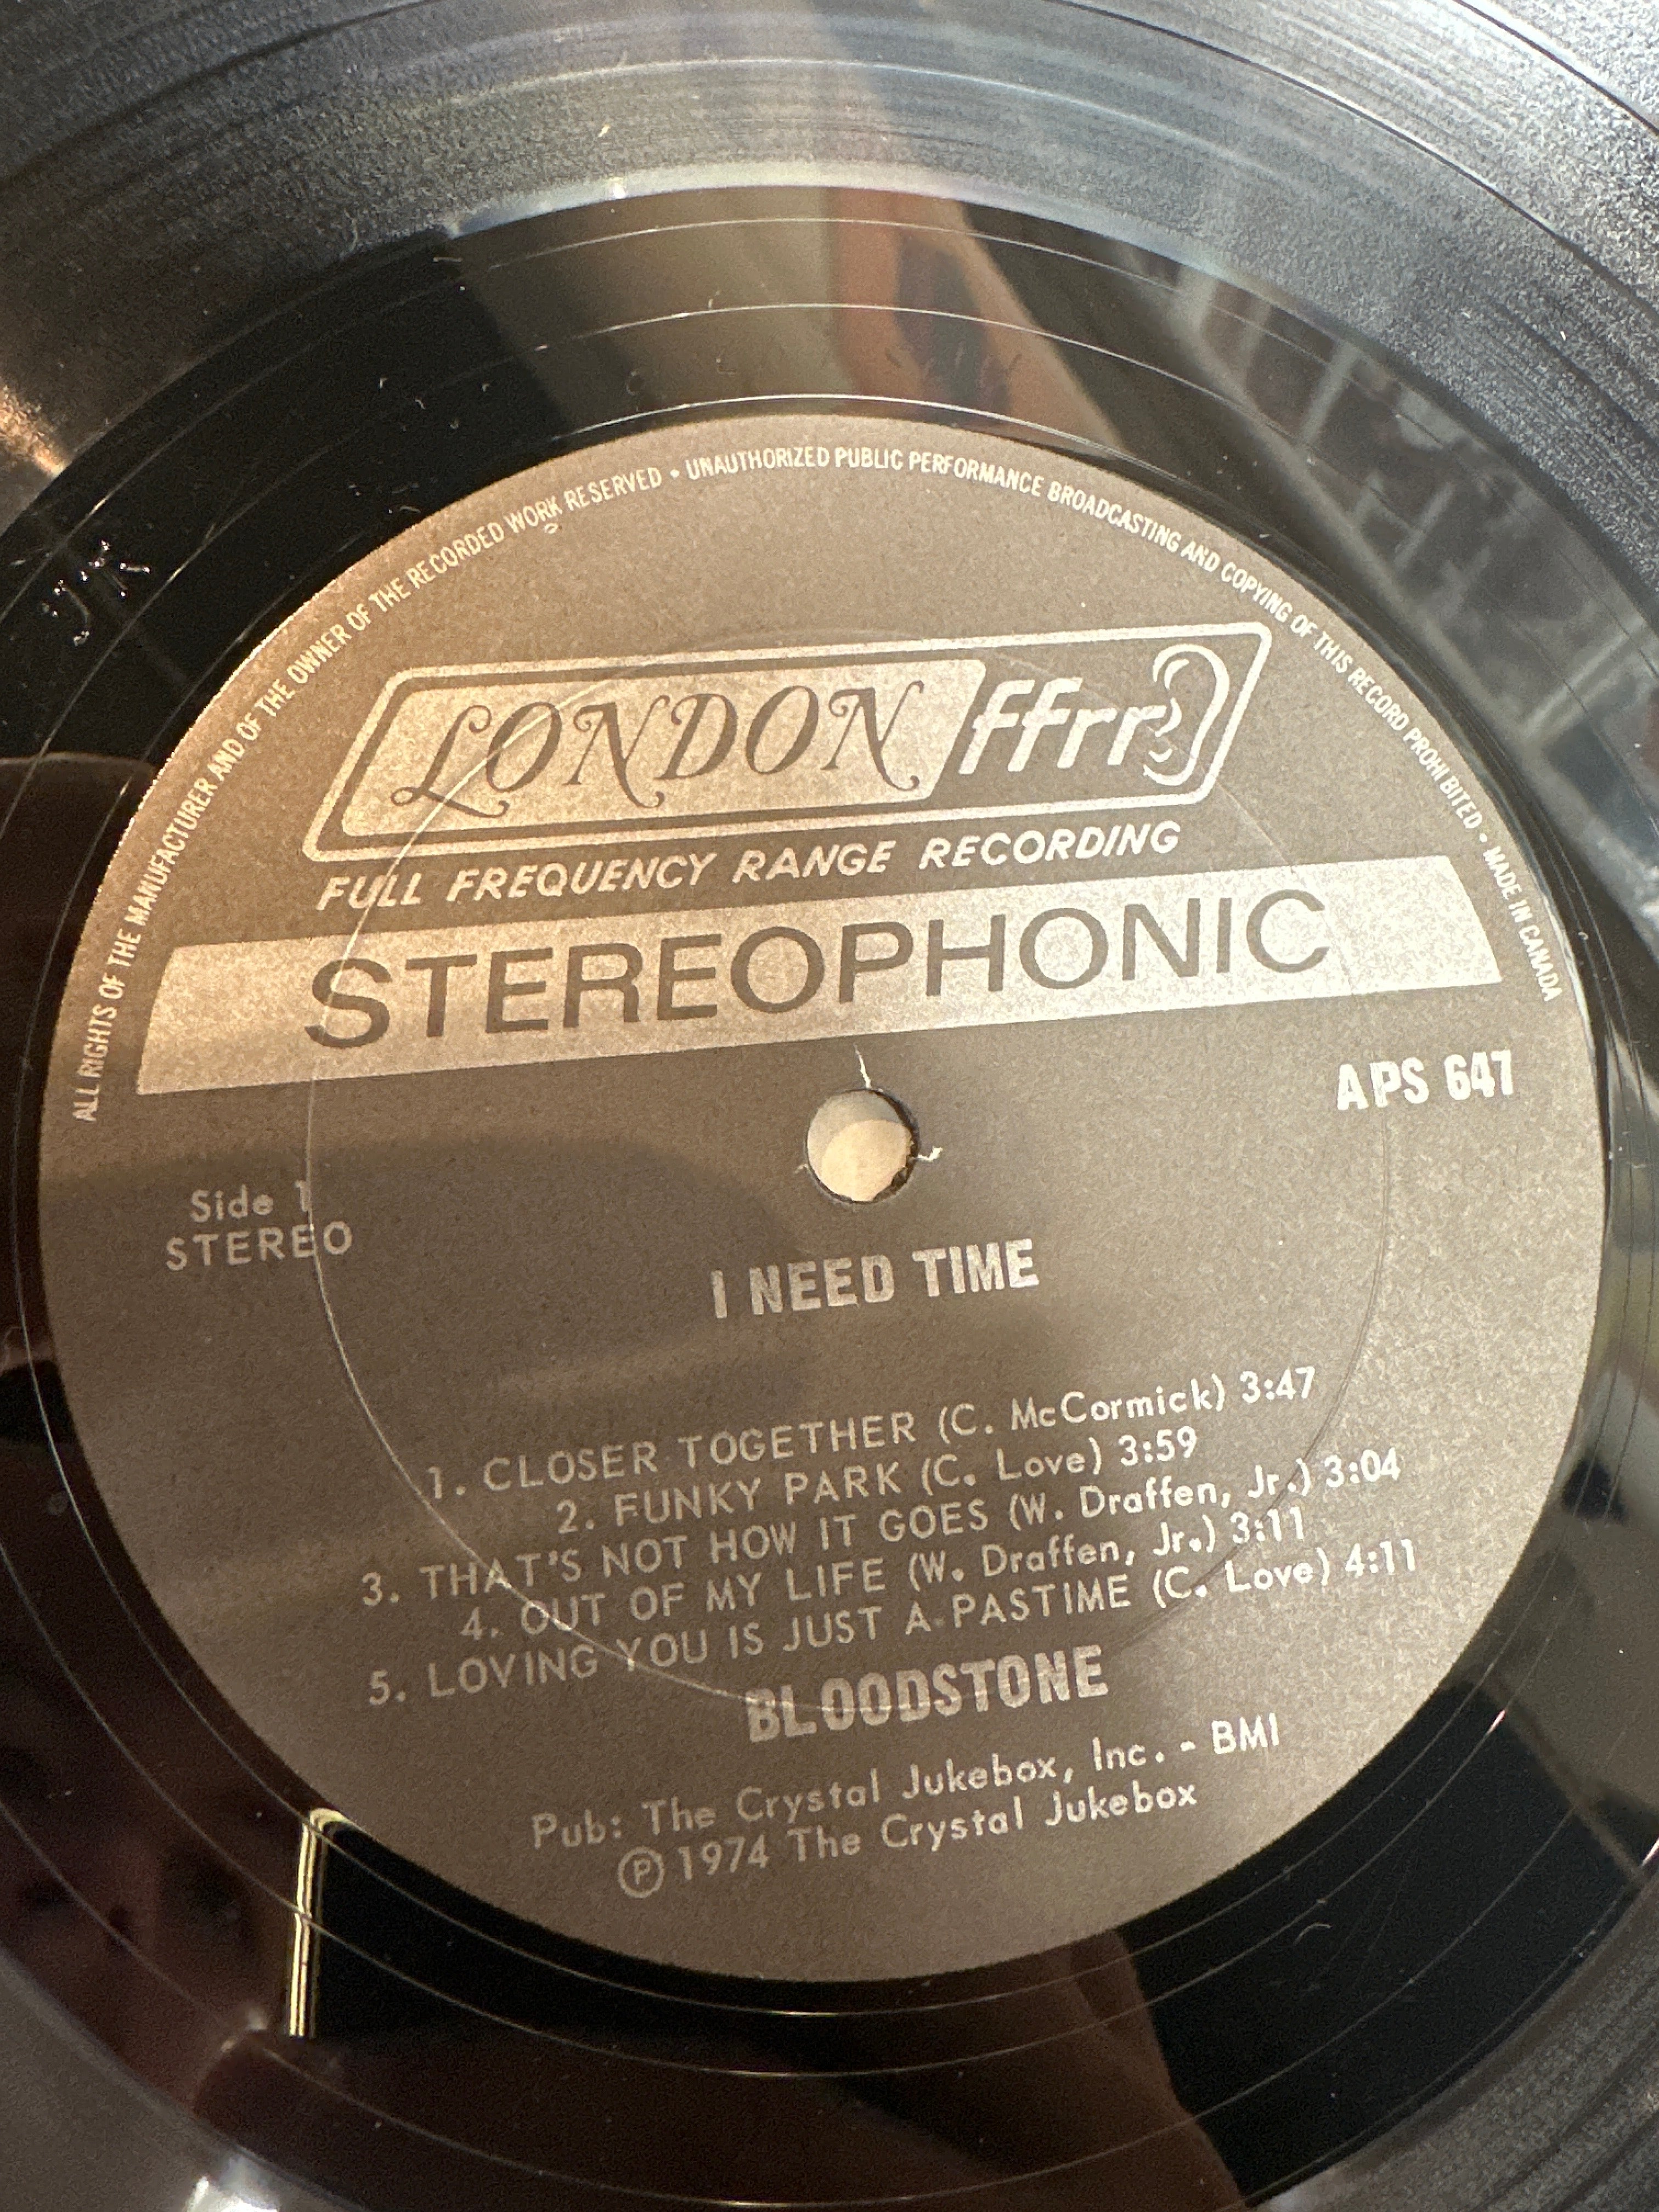 ALL RIGHTS OF THE MANUFACTURER AND OF THE OWNER OF THE RECORDED WORK RESERVED • UNAUTHORIZED PUBLIC PERFORMANCE BROADCASTING AND COPYING OF THIS RECORD PROHIBITED • MADE IN CANADA
LONDON ffrr
FULL FREQUENCY RANGE RECORDING
STEREOPHONIC
APS 647
Side 1
STEREO
I NEED TIME
1. CLOSER TOGETHER (C. McCormick) 3:47
2. FUNKY PARK (C. Love) 3:59
3. THAT'S NOT HOW IT GOES (W. Draffen, Jr.) 3:04
4. OUT OF MY LIFE (W. Draffen, Jr.) 3:11
5. LOVING YOU IS JUST A PASTIME (C. Love) 4:11
BLOODSTONE
Pub: The Crystal Jukebox, Inc. - BMI
Ⓟ 1974 The Crystal Jukebox